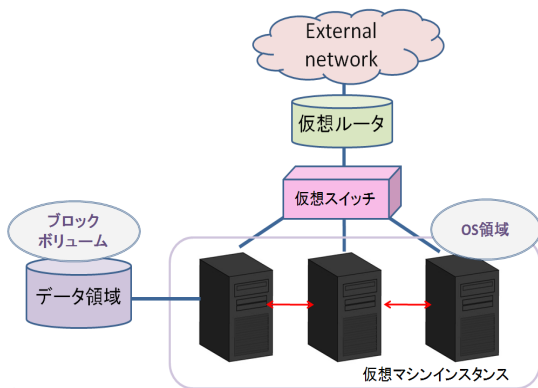 External
network
仮想ルータ
仮想スイッチ
ブロック
ボリューム
OS領域
データ領域
仮想マシンインスタンス